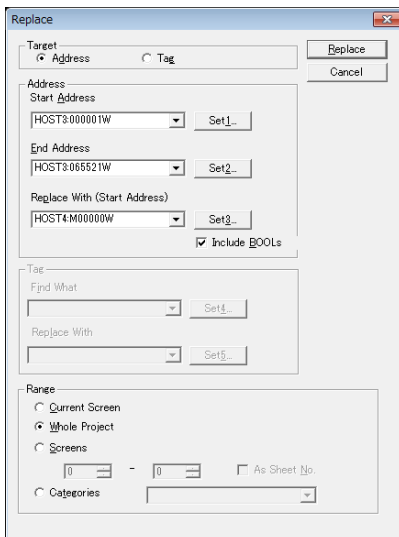 Replace
Target
Address
Tag
Replace
Cancel
Address
Start Address
HOST3:000001W
Set1...
End Address
HOST3:065521W
Set2...
Replace With (Start Address)
HOST4:M00000W
Set3...
Include BOOLs
Tag
Find What
Set4...
Replace With
Set5...
Range
Current Screen
Whole Project
Screens
0 - 0 As Sheet No.
Categories